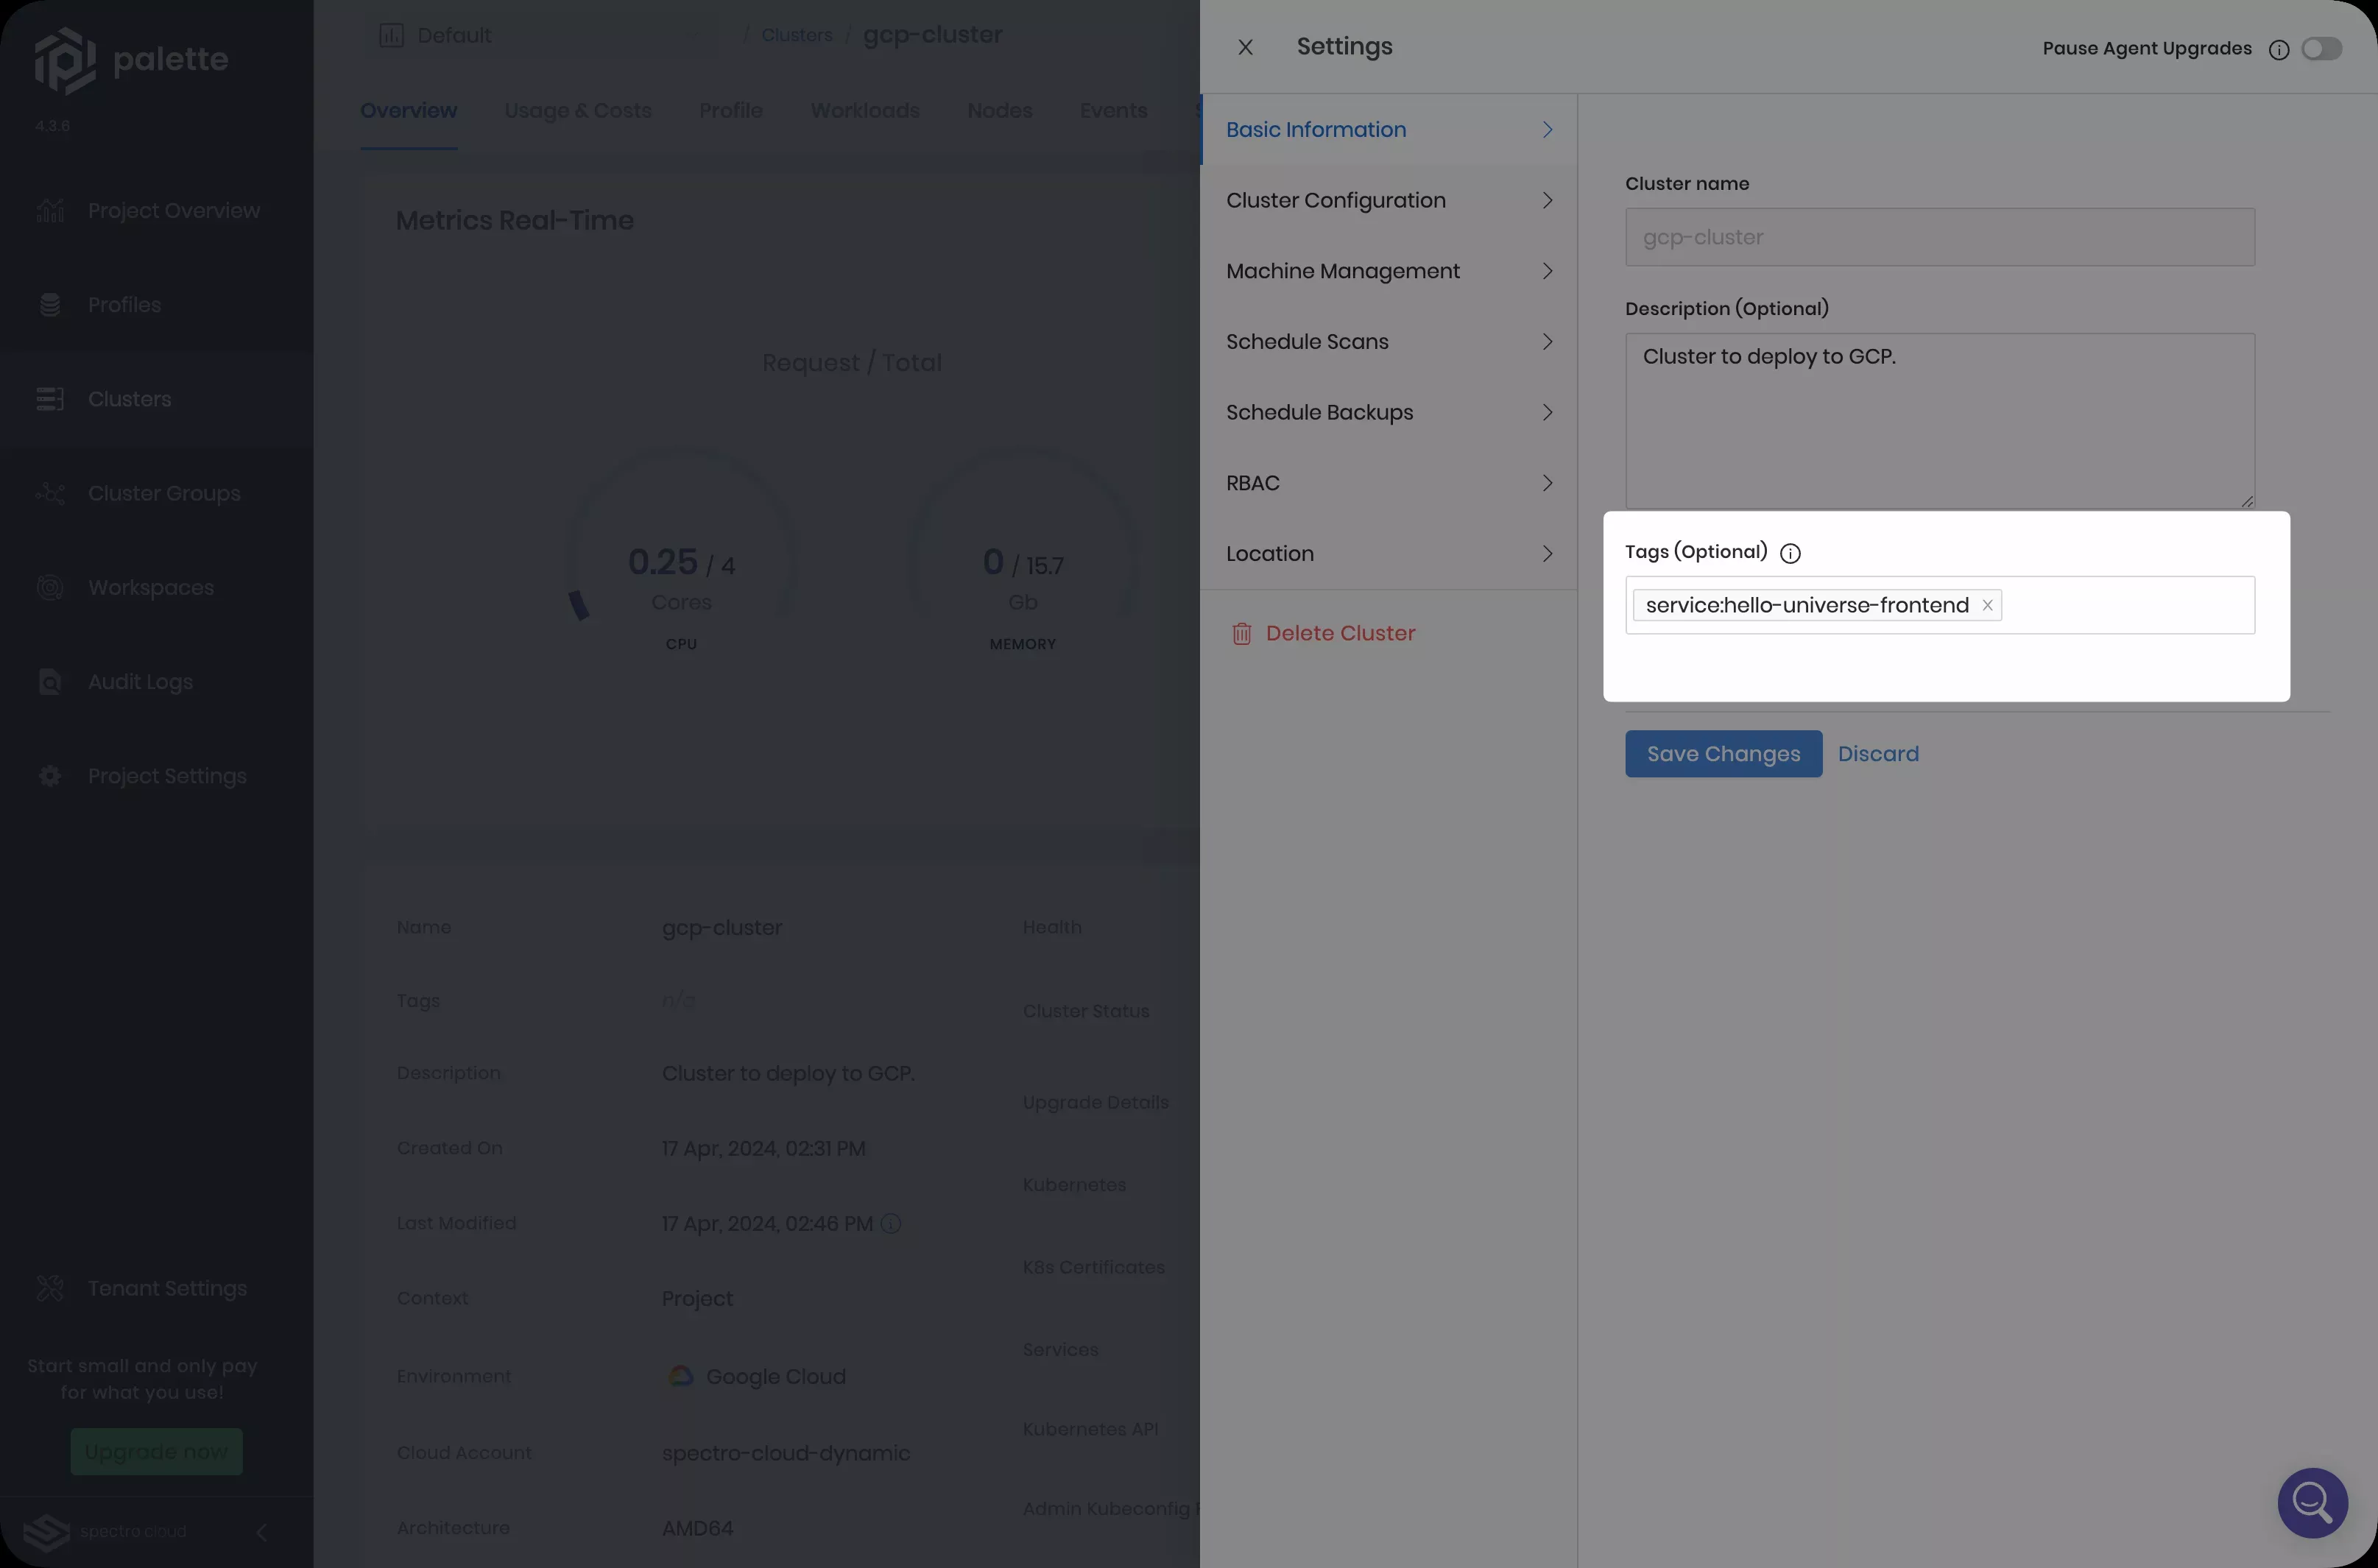 palette
4.3.6
Project Overview
Profiles
Clusters
Cluster Groups
Workspaces
Audit Logs
Project Settings
Tenant Settings
Start small and only pay
for what you use!
Upgrade now
spectro cloud
Default
/ Clusters / gcp-cluster
Overview Usage & Costs Profile Workloads Nodes Events
Metrics Real-Time
Request / Total
0.25 / 4
Cores
CPU
0 / 15.7
Gb
MEMORY
Name gcp-cluster
Tags n/a
Description Cluster to deploy to GCP.
Created On 17 Apr, 2024, 02:31 PM
Last Modified 17 Apr, 2024, 02:46 PM
Context Project
Environment Google Cloud
Cloud Account spectro-cloud-dynamic
Architecture AMD64
Health
Cluster Status
Upgrade Details
Kubernetes
K8s Certificates
Services
Kubernetes API
Admin Kubeconfig
Settings
Pause Agent Upgrades
Basic Information
Cluster Configuration
Machine Management
Schedule Scans
Schedule Backups
RBAC
Location
Delete Cluster
Cluster name
gcp-cluster
Description (Optional)
Cluster to deploy to GCP.
Tags (Optional)
service:hello-universe-frontend
Save Changes Discard